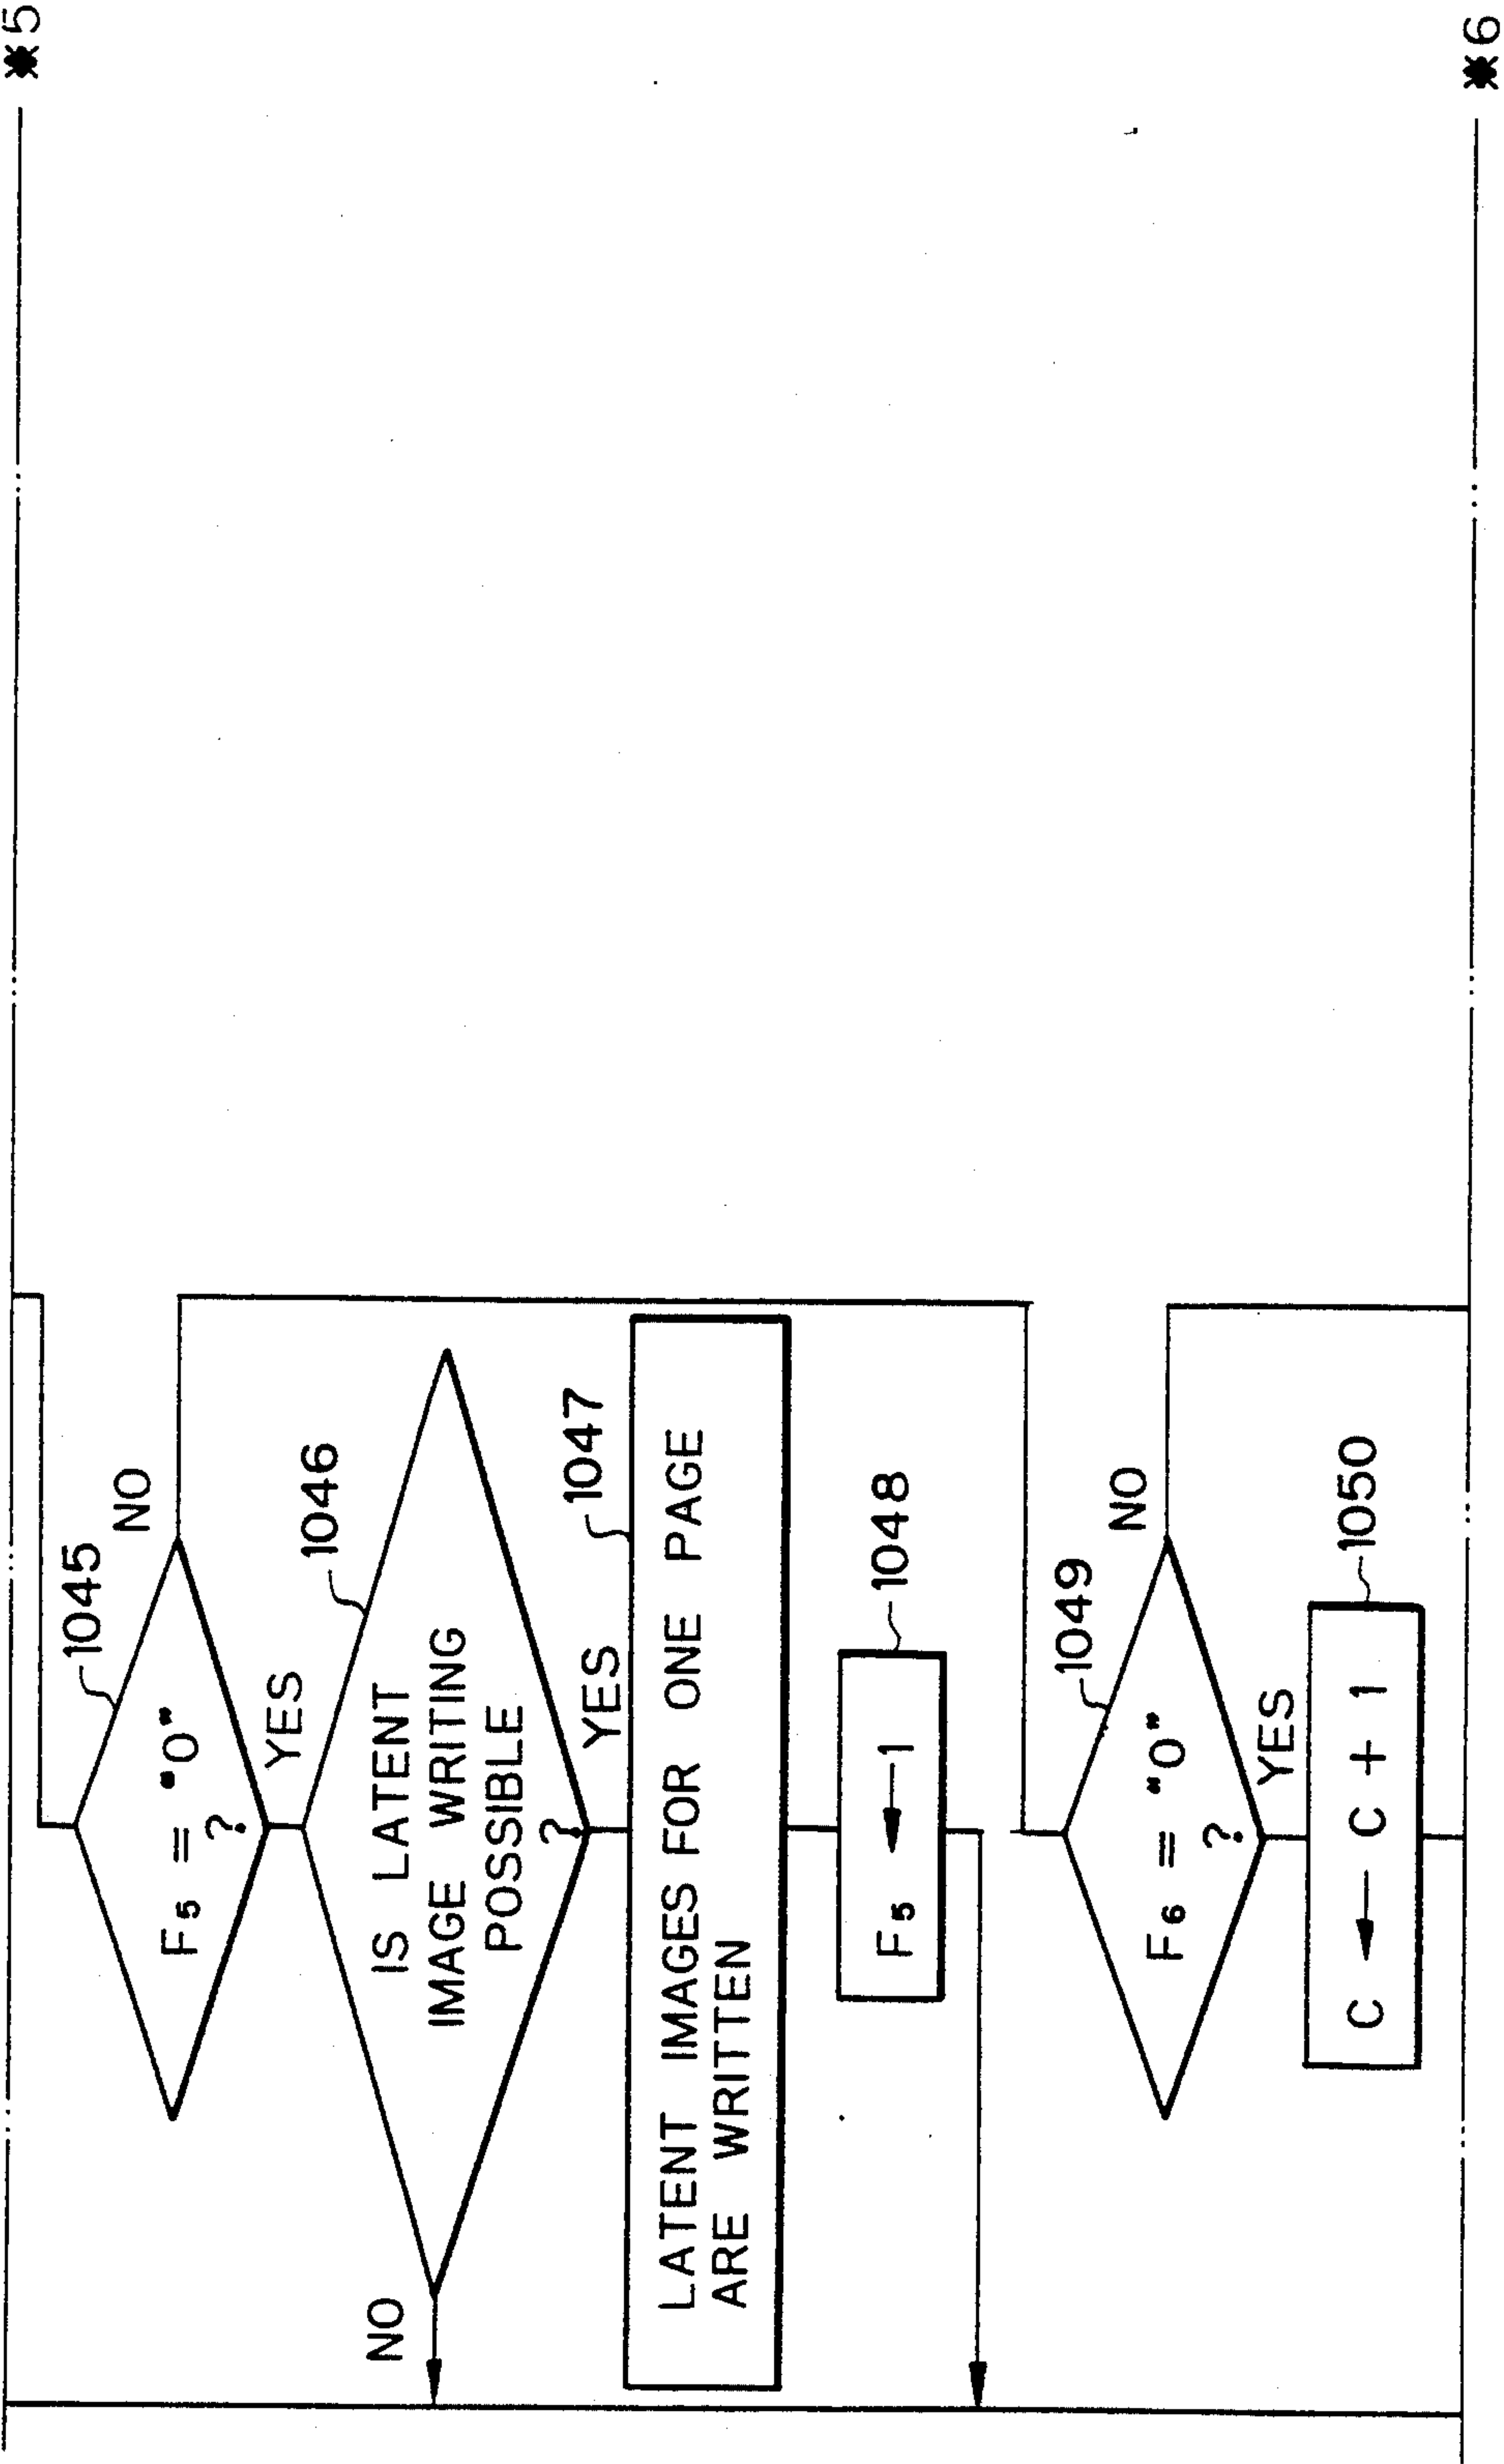 *5
1045
NO
F5 = "0"
?
YES
1046
IS LATENT
IMAGE WRITING
POSSIBLE
?
NO
YES
1047
LATENT IMAGES FOR ONE PAGE
ARE WRITTEN
1048
F5 ← 1
1049
NO
F6 = "0"
?
YES
1050
C ← C + 1
*6